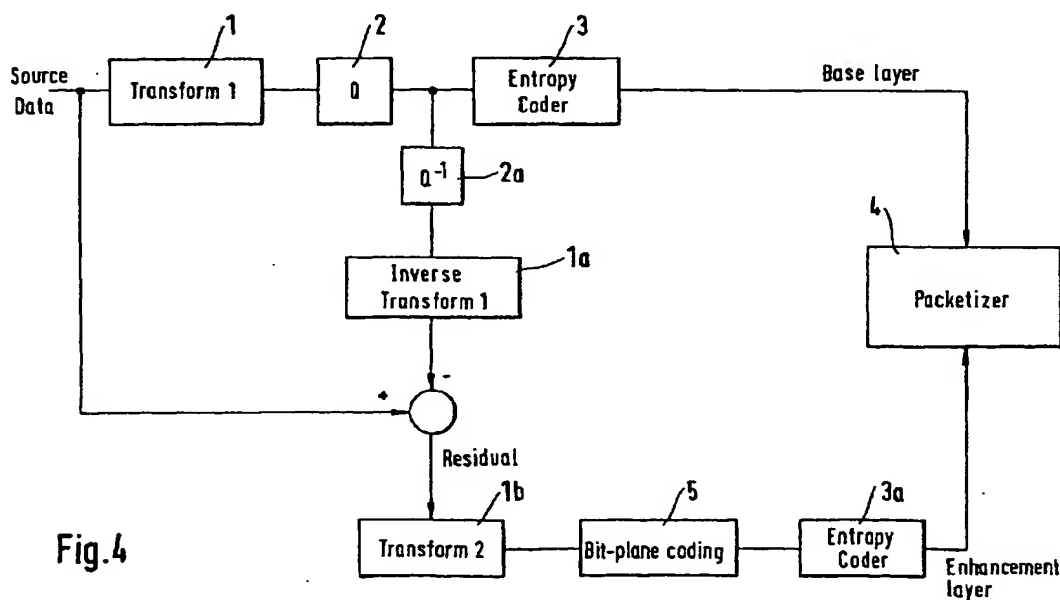 1
2
3
Source
Data
Transform 1
Q
Entropy
Coder
Base layer
Q⁻¹
2a
4
1a
Inverse
Transform 1
Packetizer
-
+
Residual
1b
5
3a
Fig.4
Transform 2
Bit-plane coding
Entropy
Coder
Enhancement
layer